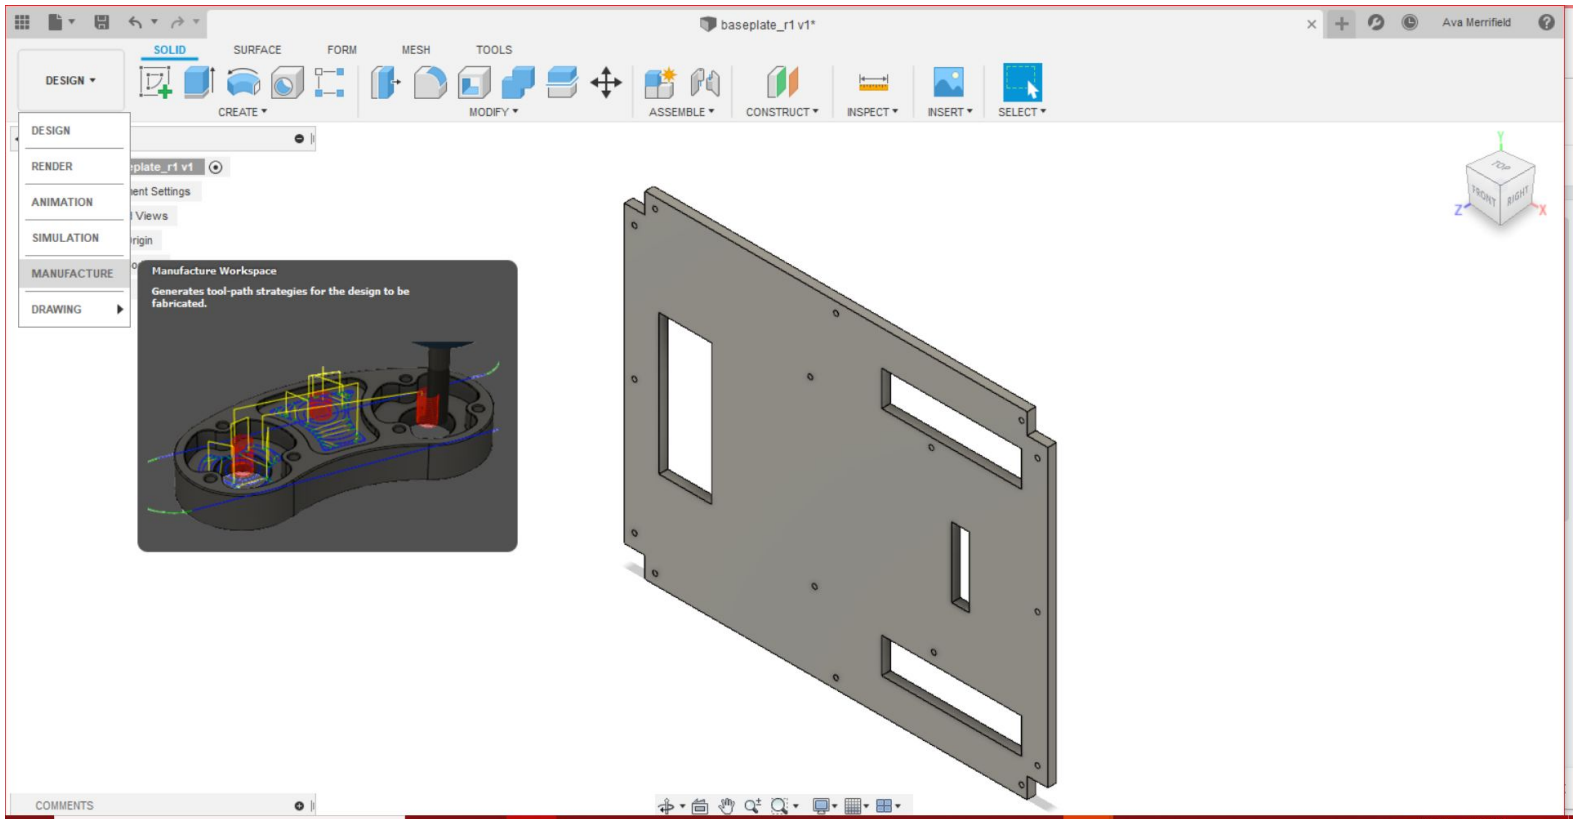 baseplate_r1 v1*
Ava Merrifield
SOLID SURFACE FORM MESH TOOLS
DESIGN
CREATE MODIFY ASSEMBLE CONSTRUCT INSPECT INSERT SELECT
DESIGN
RENDER
plate_r1 v1
ent Settings
ANIMATION
Views
SIMULATION
rigin
MANUFACTURE
DRAWING
Manufacture Workspace
Generates tool-path strategies for the design to be
fabricated.
Y
TOP
FRONT
RIGHT
Z
X
COMMENTS